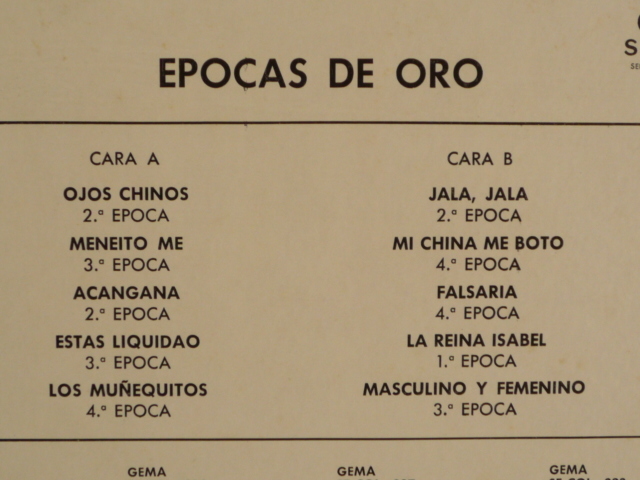 EPOCAS DE ORO
CARA A
OJOS CHINOS
2.ª EPOCA
MENEITO ME
3.ª EPOCA
ACANGANA
2.ª EPOCA
ESTAS LIQUIDAO
3.ª EPOCA
LOS MUÑEQUITOS
4.ª EPOCA
CARA B
JALA, JALA
2.ª EPOCA
MI CHINA ME BOTO
4.ª EPOCA
FALSARIA
4.ª EPOCA
LA REINA ISABEL
1.ª EPOCA
MASCULINO Y FEMENINO
3.ª EPOCA
GEMA GEMA GEMA